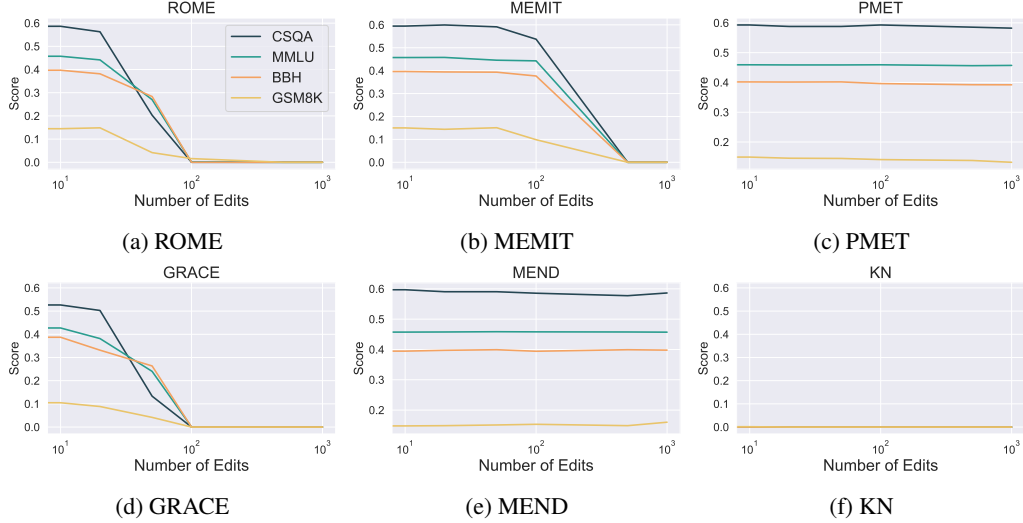 ROME
MEMIT
PMET
0.6
0.5
0.4
0.3
0.2
0.1
0.0
Score
CSQA
MMLU
BBH
GSM8K
10^1
10^2
10^3
Number of Edits
0.6
0.5
0.4
0.3
0.2
0.1
0.0
Score
10^1
10^2
10^3
Number of Edits
0.6
0.5
0.4
0.3
0.2
Score
10^1
10^2
10^3
Number of Edits
(a) ROME
(b) MEMIT
(c) PMET
GRACE
MEND
KN
0.6
0.5
0.4
0.3
0.2
0.1
0.0
Score
10^1
10^2
10^3
Number of Edits
0.6
0.5
0.4
0.3
0.2
Score
10^1
10^2
10^3
Number of Edits
0.6
0.5
0.4
0.3
0.2
0.1
0.0
Score
10^1
10^2
10^3
Number of Edits
(d) GRACE
(e) MEND
(f) KN